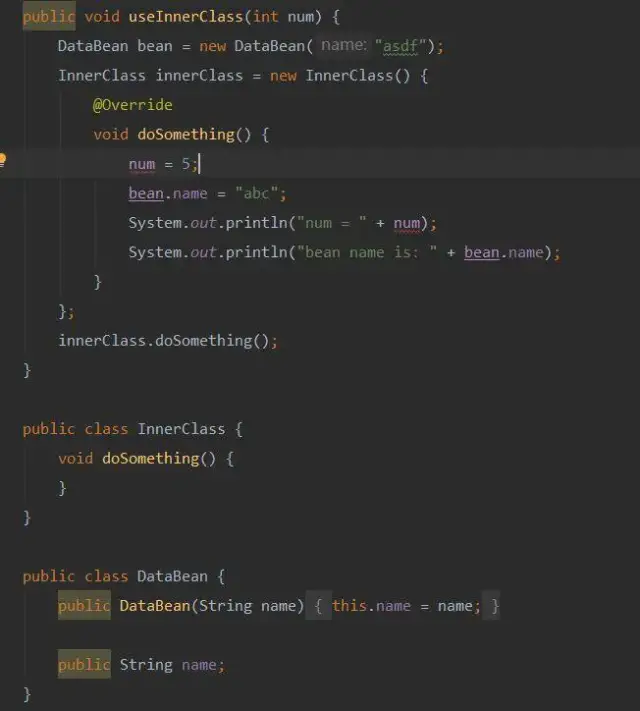 public void useInnerClass(int num) {
DataBean bean = new DataBean( name: "asdf");
InnerClass innerClass = new InnerClass() {
@Override
void doSomething() {
num = 5;
bean.name = "abc";
System.out.println("num = " + num);
System.out.println("bean name is: " + bean.name);
}
};
innerClass.doSomething();
}
public class InnerClass {
void doSomething() {
}
}
public class DataBean {
public DataBean(String name) { this.name = name; }
public String name;
}